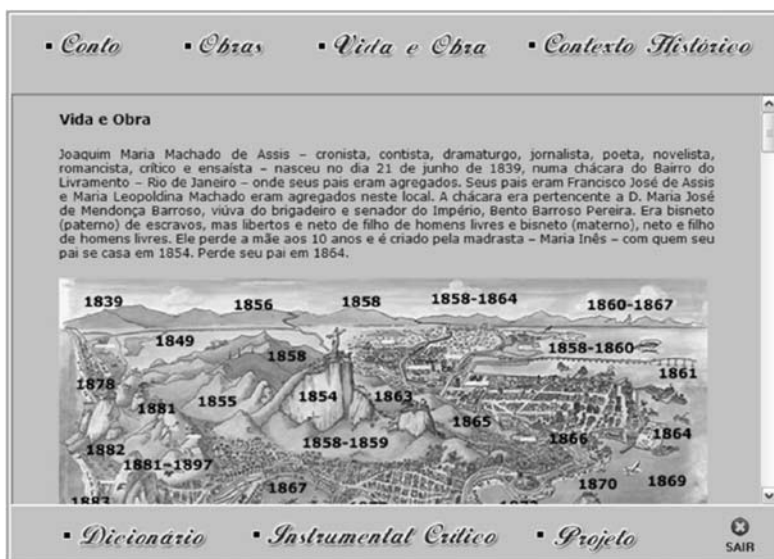 ▪ Conto ▪ Obras ▪ Vida e Obra ▪ Contexto Histórico
Vida e Obra
Joaquim Maria Machado de Assis – cronista, contista, dramaturgo, jornalista, poeta, novelista,
romancista, crítico e ensaísta – nasceu no dia 21 de junho de 1839, numa chácara do Bairro do
Livramento – Rio de Janeiro – onde seus pais eram agregados. Seus pais eram Francisco José de Assis
e Maria Leopoldina Machado eram agregados neste local. A chácara era pertencente a D. Maria José
de Mendonça Barroso, viúva do brigadeiro e senador do Império, Bento Barroso Pereira. Era bisneto
(paterno) de escravos, mas libertos e neto de filho de homens livres e bisneto (materno), neto e filho
de homens livres. Ele perde a mãe aos 10 anos e é criado pela madrasta – Maria Inês – com quem seu
pai se casa em 1854. Perde seu pai em 1864.
1839 1856 1858 1858-1864 1860-1867
1849 1858 1858-1860
1878 1855 1854 1863 1861
1881 1865
1882 1858-1859 1866 1864
1881-1897 1867 1870 1869
1883
▪ Dicionário ▪ Instrumental Crítico ▪ Projeto
SAIR